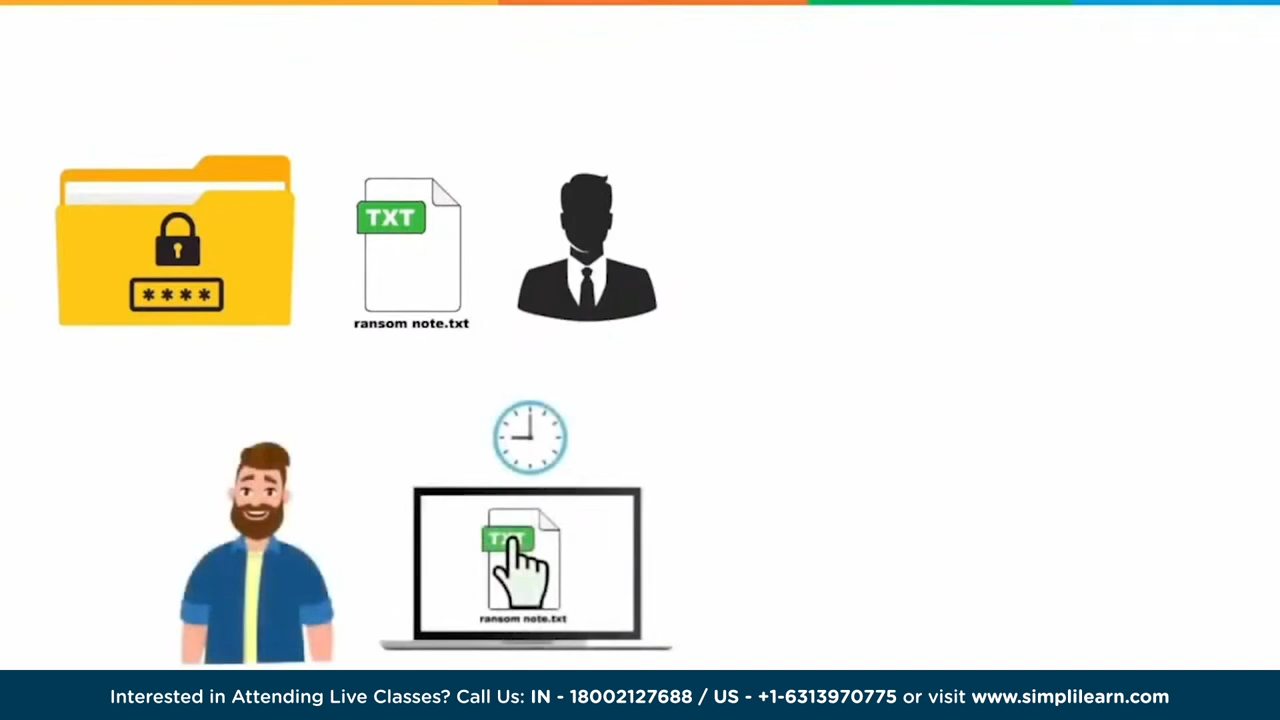 TXT
ransom note.txt
****
TXT
ransom note.txt
Interested in Attending Live Classes? Call Us: IN - 18002127688 / US - +1-6313970775 or visit www.simplilearn.com